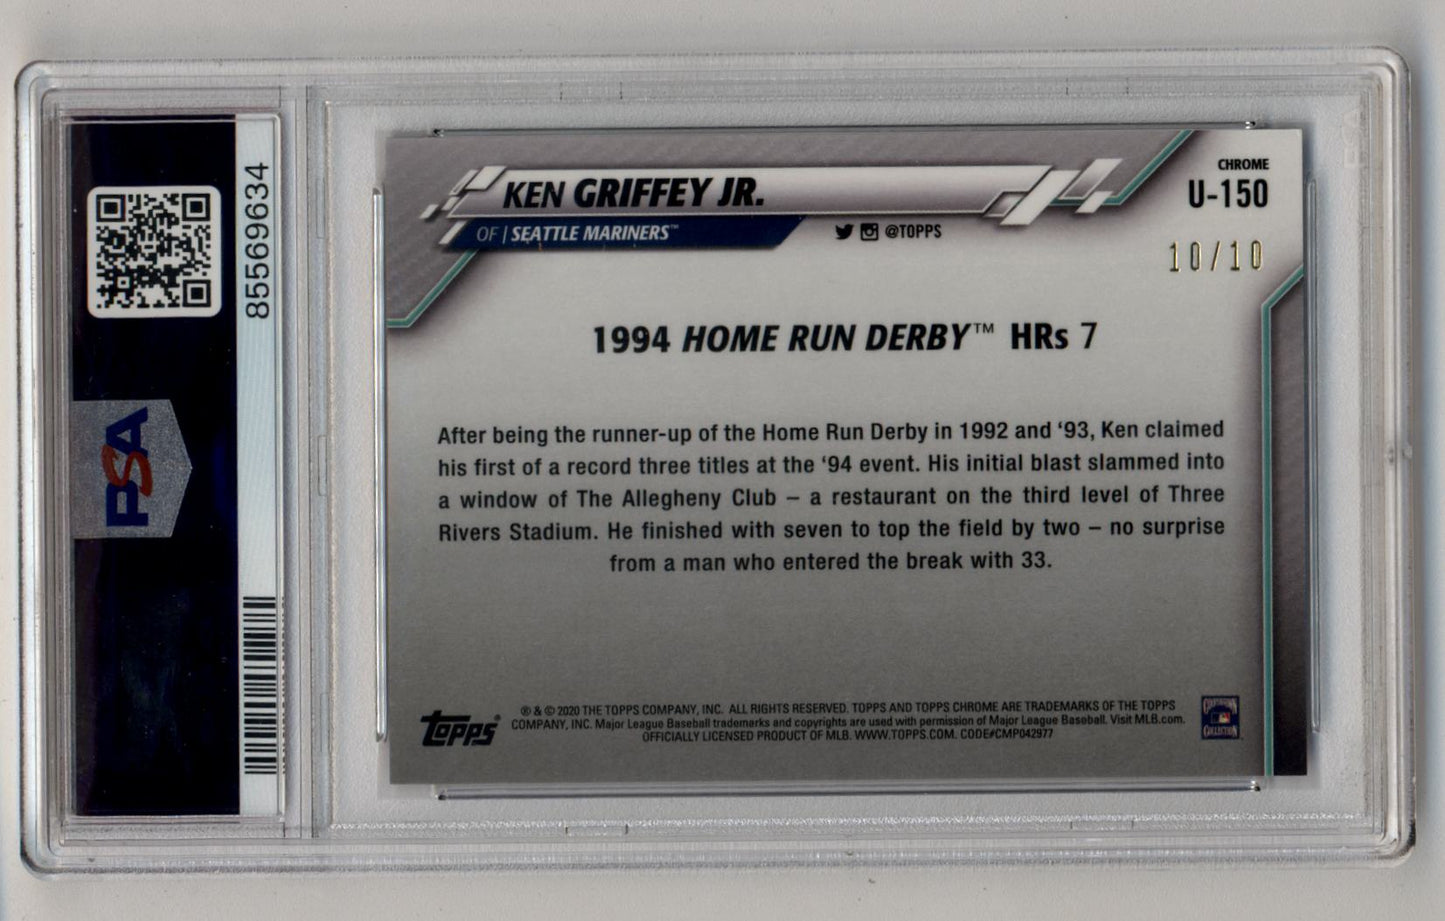 85569634
PSA
KEN GRIFFEY JR.
OF | SEATTLE MARINERS™
@TOPPS
CHROME
U-150
10/10
1994 HOME RUN DERBY™ HRs 7
After being the runner-up of the Home Run Derby in 1992 and ‘93, Ken claimed
his first of a record three titles at the ‘94 event. His initial blast slammed into
a window of The Allegheny Club – a restaurant on the third level of Three
Rivers Stadium. He finished with seven to top the field by two – no surprise
from a man who entered the break with 33.
topps®
® & © 2020 THE TOPPS COMPANY, INC. ALL RIGHTS RESERVED. TOPPS AND TOPPS CHROME ARE TRADEMARKS OF THE TOPPS
COMPANY, INC. Major League Baseball trademarks and copyrights are used with permission of Major League Baseball. Visit MLB.com.
OFFICIALLY LICENSED PRODUCT OF MLB. WWW.TOPPS.COM. CODE#CMP042977
COOPERSTOWN
COLLECTION